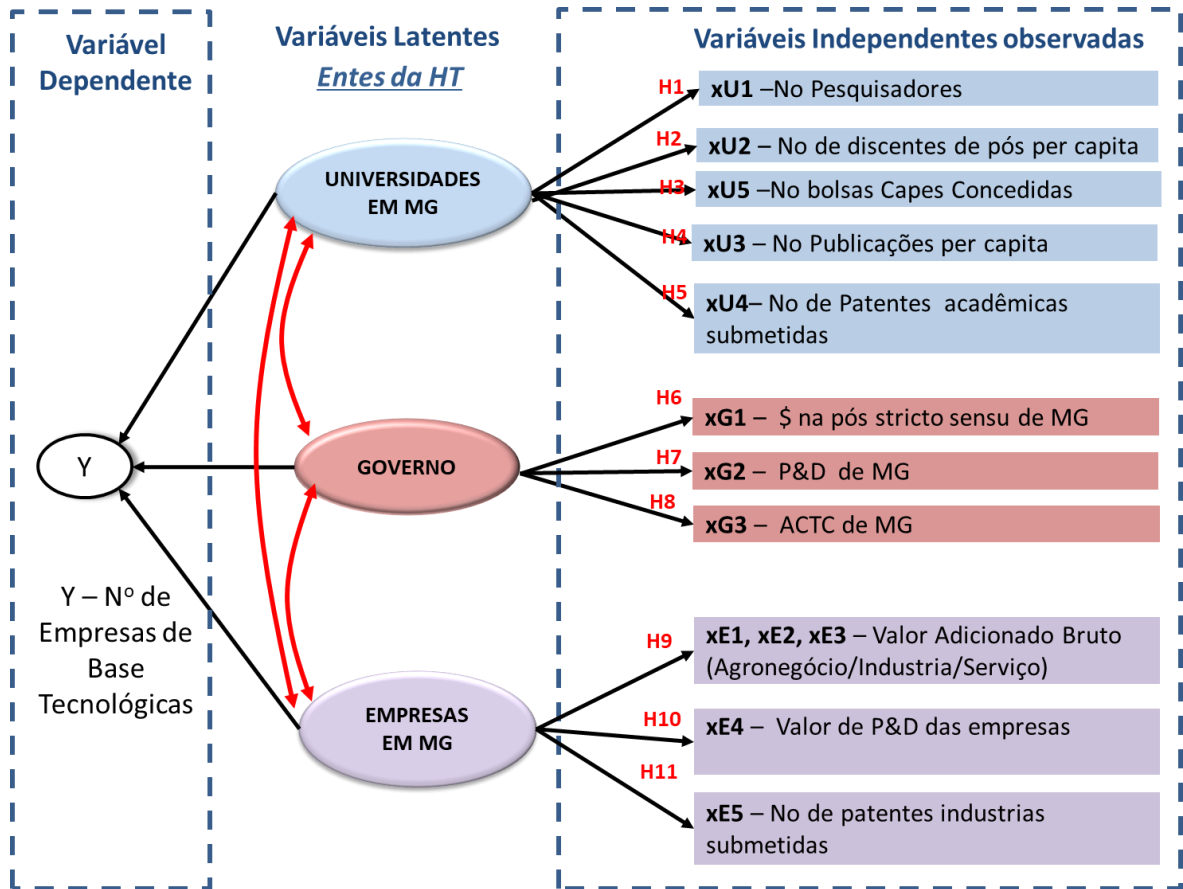 Variável
Dependente
Variáveis Latentes
Entes da HT
Variáveis Independentes observadas
H1
xU1 –No Pesquisadores
H2
xU2 – No de discentes de pós per capita
H3
xU5 –No bolsas Capes Concedidas
H4
xU3 – No Publicações per capita
H5
xU4– No de Patentes acadêmicas
submetidas
UNIVERSIDADES
EM MG
H6
xG1 – $ na pós stricto sensu de MG
H7
xG2 – P&D de MG
H8
xG3 – ACTC de MG
GOVERNO
Y
Y – Nº de
Empresas de
Base
Tecnológicas
H9
xE1, xE2, xE3 – Valor Adicionado Bruto
(Agronegócio/Industria/Serviço)
H10
xE4 – Valor de P&D das empresas
H11
xE5 – No de patentes industrias
submetidas
EMPRESAS
EM MG